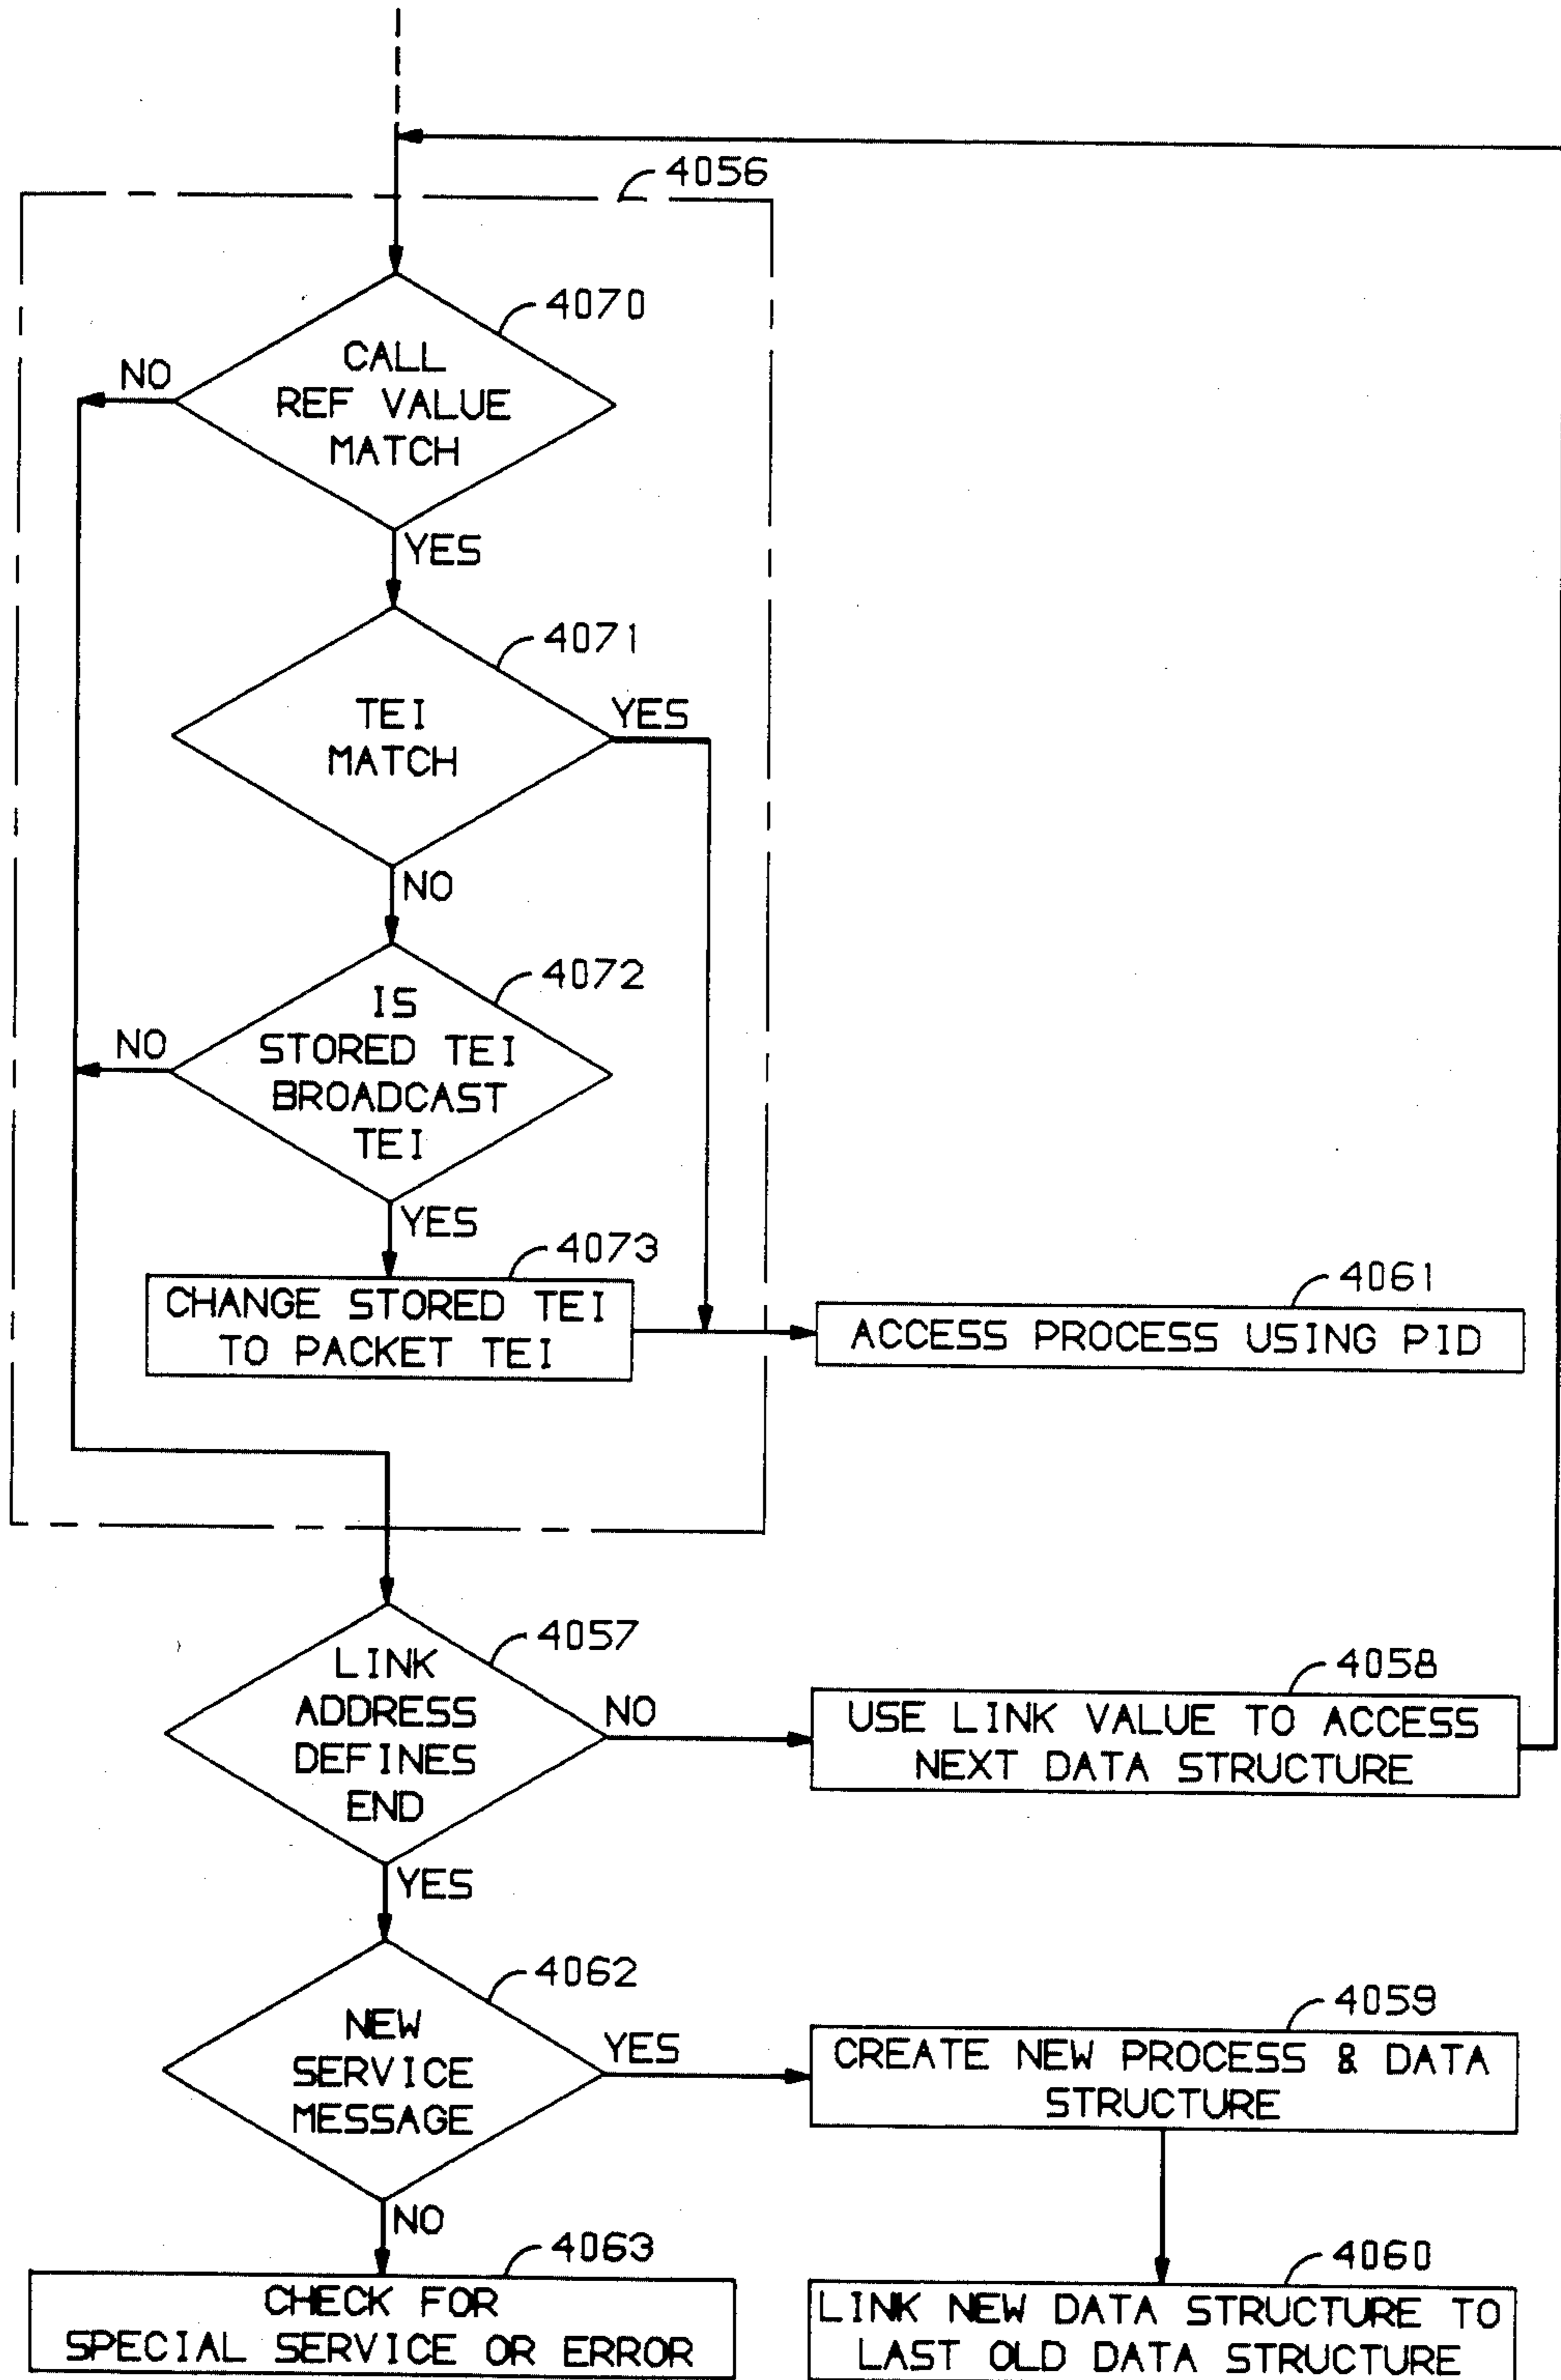 4056
4070
CALL
REF VALUE
MATCH
NO
YES
4071
TEI
MATCH
YES
NO
4072
IS
STORED TEI
BROADCAST
TEI
NO
YES
4073
CHANGE STORED TEI
TO PACKET TEI
4061
ACCESS PROCESS USING PID
4057
LINK
ADDRESS
DEFINES
END
NO
4058
USE LINK VALUE TO ACCESS
NEXT DATA STRUCTURE
YES
4062
NEW
SERVICE
MESSAGE
YES
4059
CREATE NEW PROCESS & DATA
STRUCTURE
NO
4063
CHECK FOR
SPECIAL SERVICE OR ERROR
4060
LINK NEW DATA STRUCTURE TO
LAST OLD DATA STRUCTURE